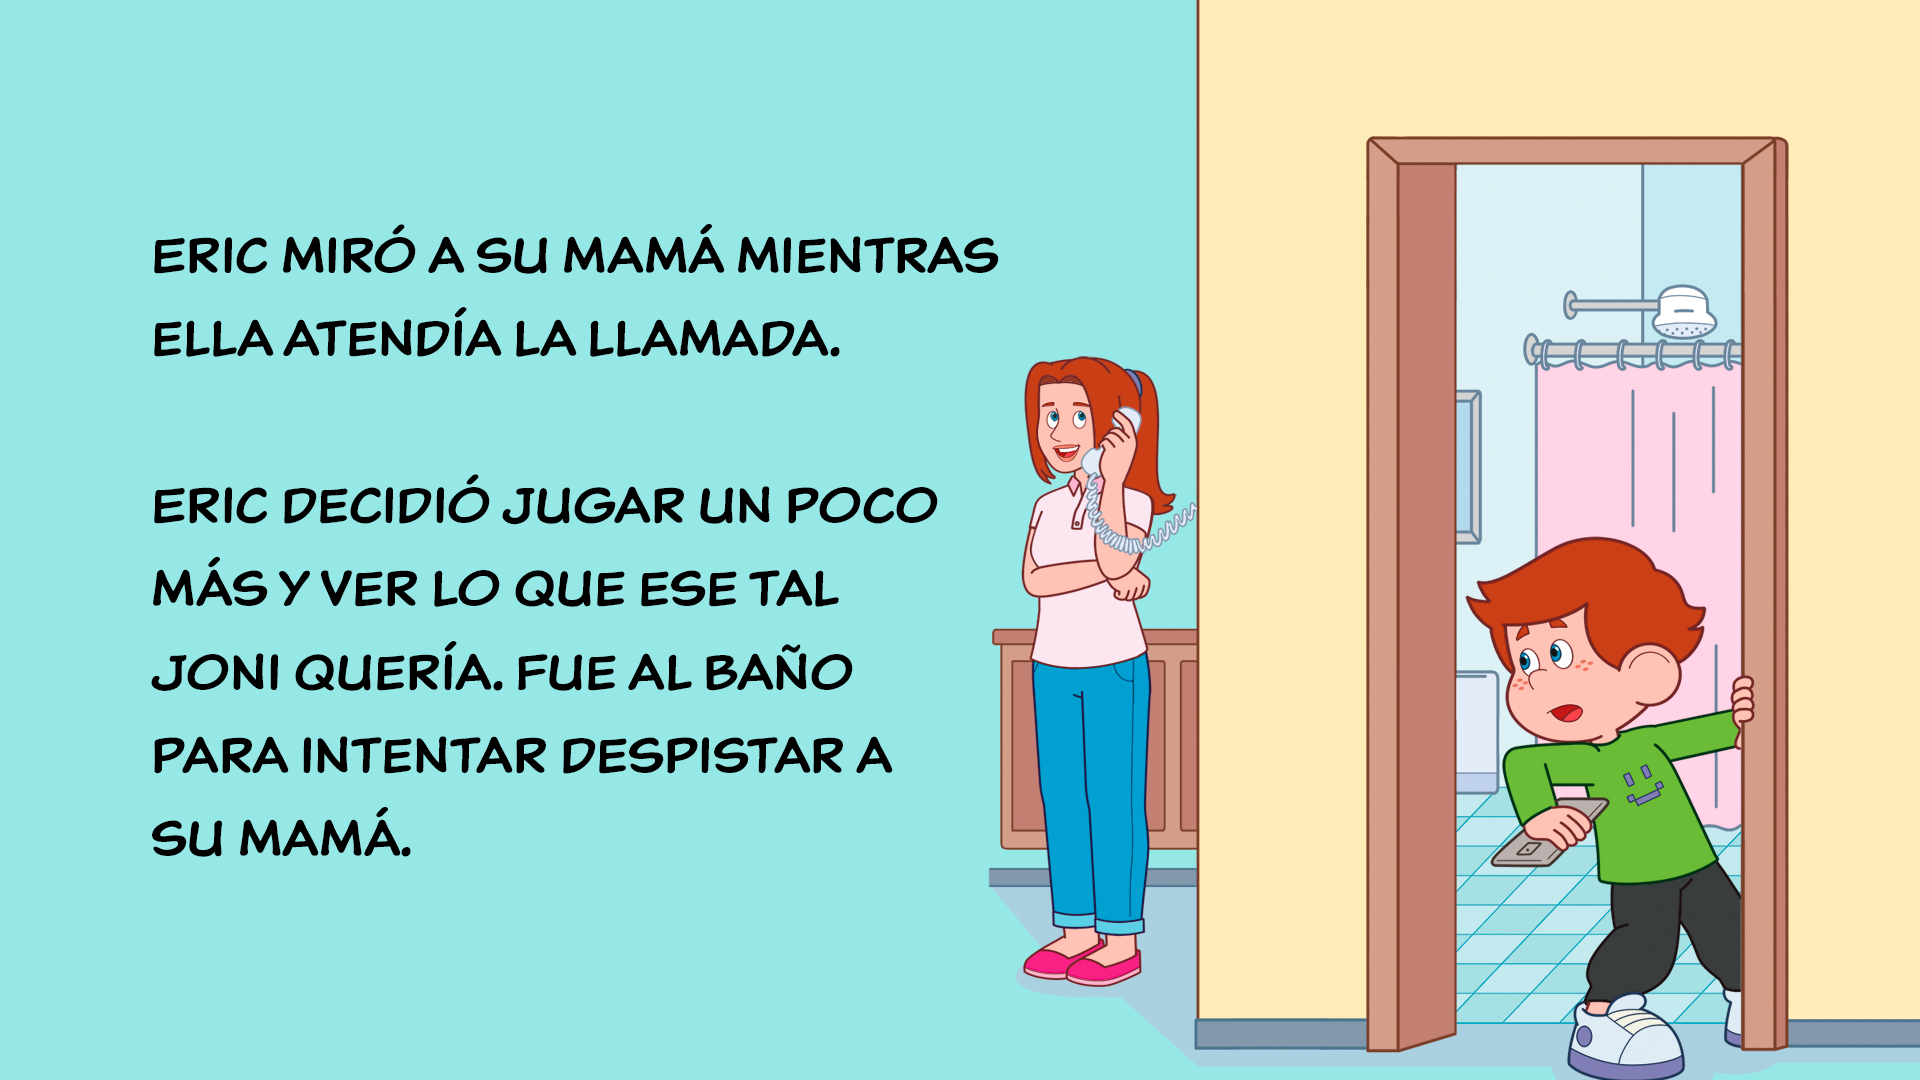 ERIC MIRÓ A SU MAMÁ MIENTRAS
ELLA ATENDÍA LA LLAMADA.
ERIC DECIDIÓ JUGAR UN POCO
MÁS Y VER LO QUE ESE TAL
JONI QUERÍA. FUE AL BAÑO
PARA INTENTAR DESPISTAR A
SU MAMÁ.